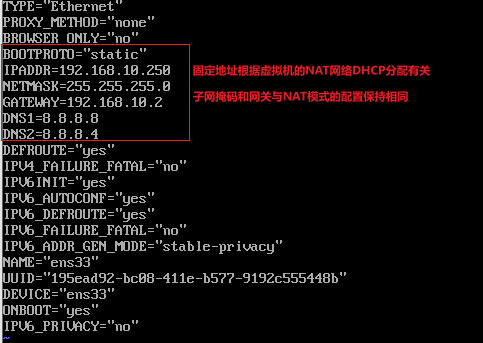 TYPE="Ethernet"
PROXY_METHOD="none"
BROWSER_ONLY="no"
BOOTPROTO="static"
IPADDR=192.168.10.250
固定地址根据虚拟机的NAT网络DHCP分配有关
NETMASK=255.255.255.0
GATEWAY=192.168.10.2
子网掩码和网关与NAT模式的配置保持相同
DNS1=8.8.8.8
DNS2=8.8.8.4
DEFROUTE="yes"
IPV4_FAILURE_FATAL="no"
IPV6INIT="yes"
IPV6_AUTOCONF="yes"
IPV6_DEFROUTE="yes"
IPV6_FAILURE_FATAL="no"
IPV6_ADDR_GEN_MODE="stable-privacy"
NAME="ens33"
UUID="195ead92-bc08-411e-b577-9192c555448b"
DEVICE="ens33"
ONBOOT="yes"
IPV6_PRIVACY="no"
~